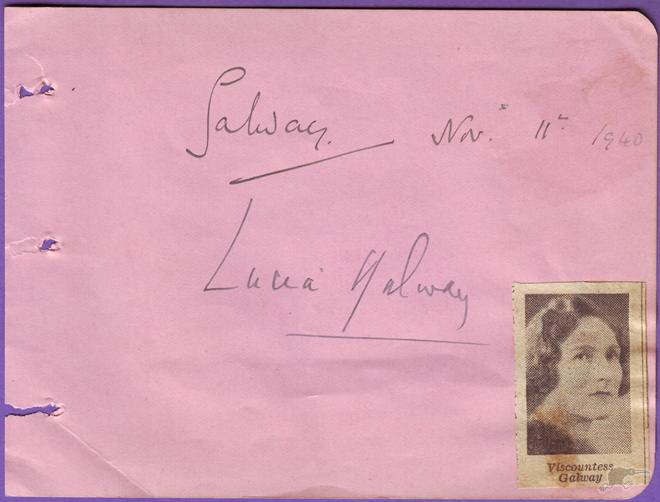 Galway. Nov. 11th 1940
Lucia Galway
Viscountess
Galway